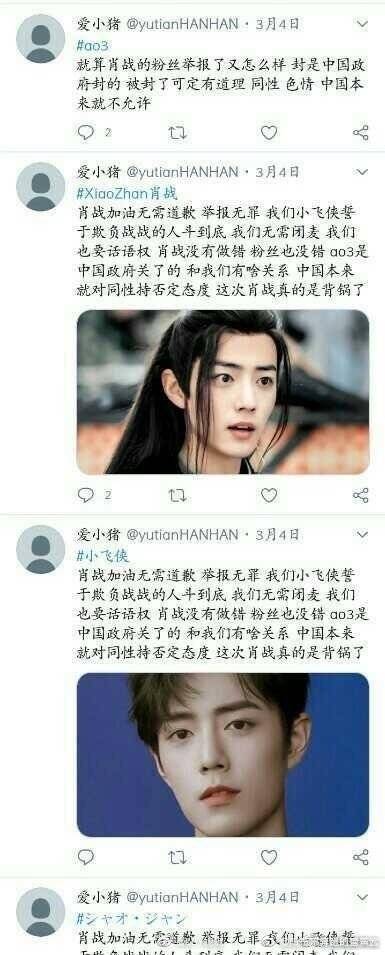 爱小猪 @yutianHANHAN · 3月4日
#ao3
就算肖战的粉丝举报了又怎么样 封是中国政
府封的 被封了可定有道理 同性 色情 中国本
来就不允许
2
爱小猪 @yutianHANHAN · 3月4日
#XiaoZhan肖战
肖战加油无需道歉 举报无罪 我们小飞侠誓
于欺负战战的人斗到底 我们无需闭麦 我们
也要话语权 肖战没有做错 粉丝也没错 ao3是
中国政府关了的 和我们有啥关系 中国本来
就对同性持否定态度 这次肖战真的是背锅了
2
爱小猪 @yutianHANHAN · 3月4日
#小飞侠
肖战加油无需道歉 举报无罪 我们小飞侠誓
于欺负战战的人斗到底 我们无需闭麦 我们
也要话语权 肖战没有做错 粉丝也没错 ao3是
中国政府关了的 和我们有啥关系 中国本来
就对同性持否定态度 这次肖战真的是背锅了
爱小猪 @yutianHANHAN · 3月4日
#シャオ・ジャン
肖战加油无需道歉 举报无罪 我们小飞侠誓